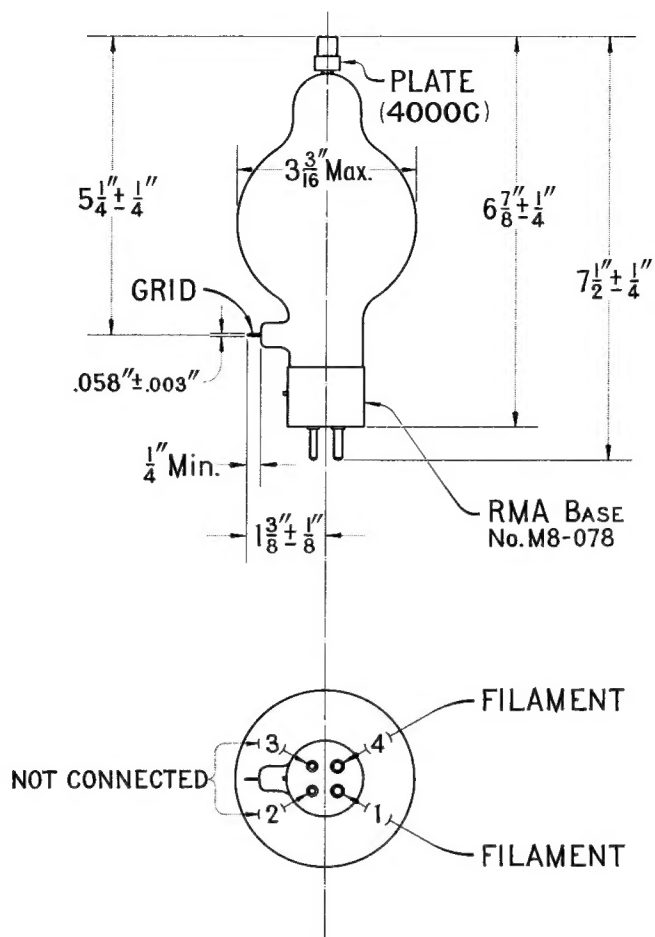 PLATE
(4000C)
3 3/16" Max.
5 1/4" ± 1/4"
6 7/8" ± 1/4"
7 1/2" ± 1/4"
GRID
.058" ±.003"
1/4" Min.
1 3/8" ± 1/8"
RMA BASE
No. M8-078
FILAMENT
3
4
NOT CONNECTED
2
1
FILAMENT